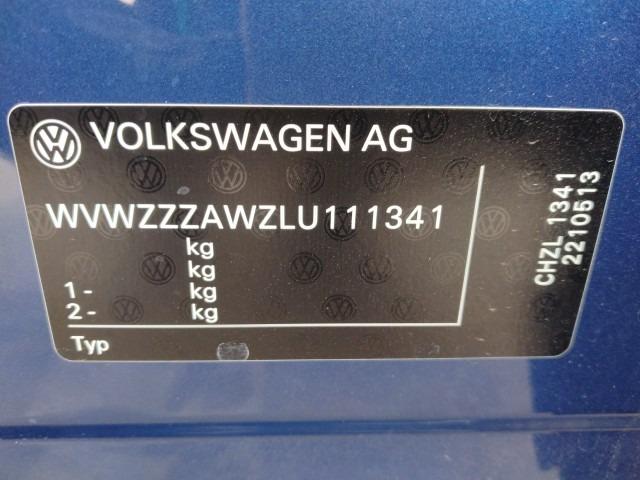 VOLKSWAGEN AG
WVWZZZAWZLU111341
kg
kg
1- kg
2- kg
Typ
CHZL 1341
2210513